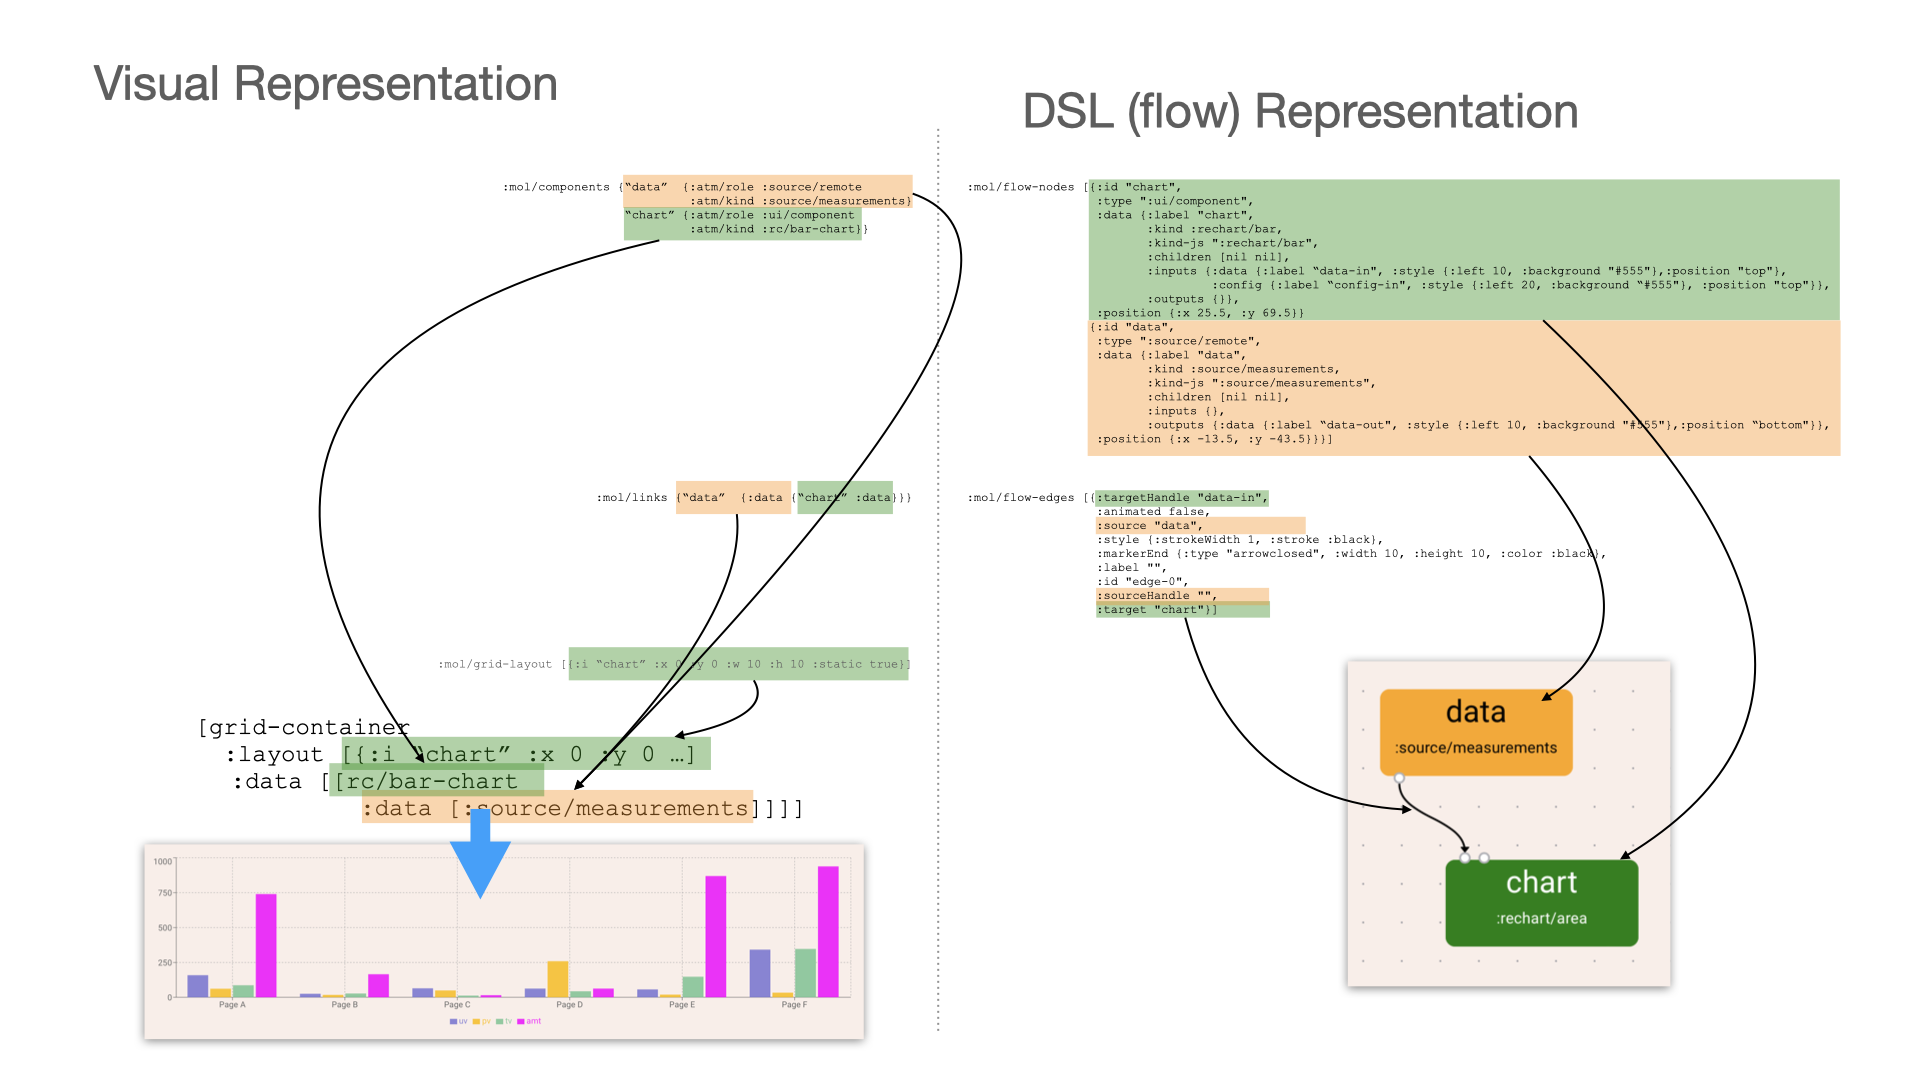 Visual Representation
:mol/components {“data”  {:atm/role :source/remote
:atm/kind :source/measurements}
“chart” {:atm/role :ui/component
:atm/kind :rc/bar-chart}}
:mol/links {“data”  {:data {“chart” :data}}}
:mol/grid-layout [{:i “chart” :x 0 :y 0 :w 10 :h 10 :static true}]
[grid-container
:layout [{:i “chart” :x 0 :y 0 …]
:data [[rc/bar-chart
:data [:source/measurements]]]]
1000
750
500
250
0
Page A Page B Page C Page D Page E Page F
uv pv tv amt
DSL (flow) Representation
:mol/flow-nodes [{:id "chart",
:type ":ui/component",
:data {:label "chart",
:kind :rechart/bar,
:kind-js ":rechart/bar",
:children [nil nil],
:inputs {:data {:label “data-in", :style {:left 10, :background "#555"},:position "top"},
:config {:label “config-in", :style {:left 20, :background “#555"}, :position "top"}},
:outputs {}},
:position {:x 25.5, :y 69.5}}
{:id "data",
:type ":source/remote",
:data {:label "data",
:kind :source/measurements,
:kind-js ":source/measurements",
:children [nil nil],
:inputs {},
:outputs {:data {:label “data-out", :style {:left 10, :background "#555"},:position “bottom"}},
:position {:x -13.5, :y -43.5}}}]
:mol/flow-edges [{:targetHandle "data-in",
:animated false,
:source "data",
:style {:strokeWidth 1, :stroke :black},
:markerEnd {:type "arrowclosed", :width 10, :height 10, :color :black},
:label "",
:id "edge-0",
:sourceHandle "",
:target "chart"}]
data
:source/measurements
chart
:rechart/area